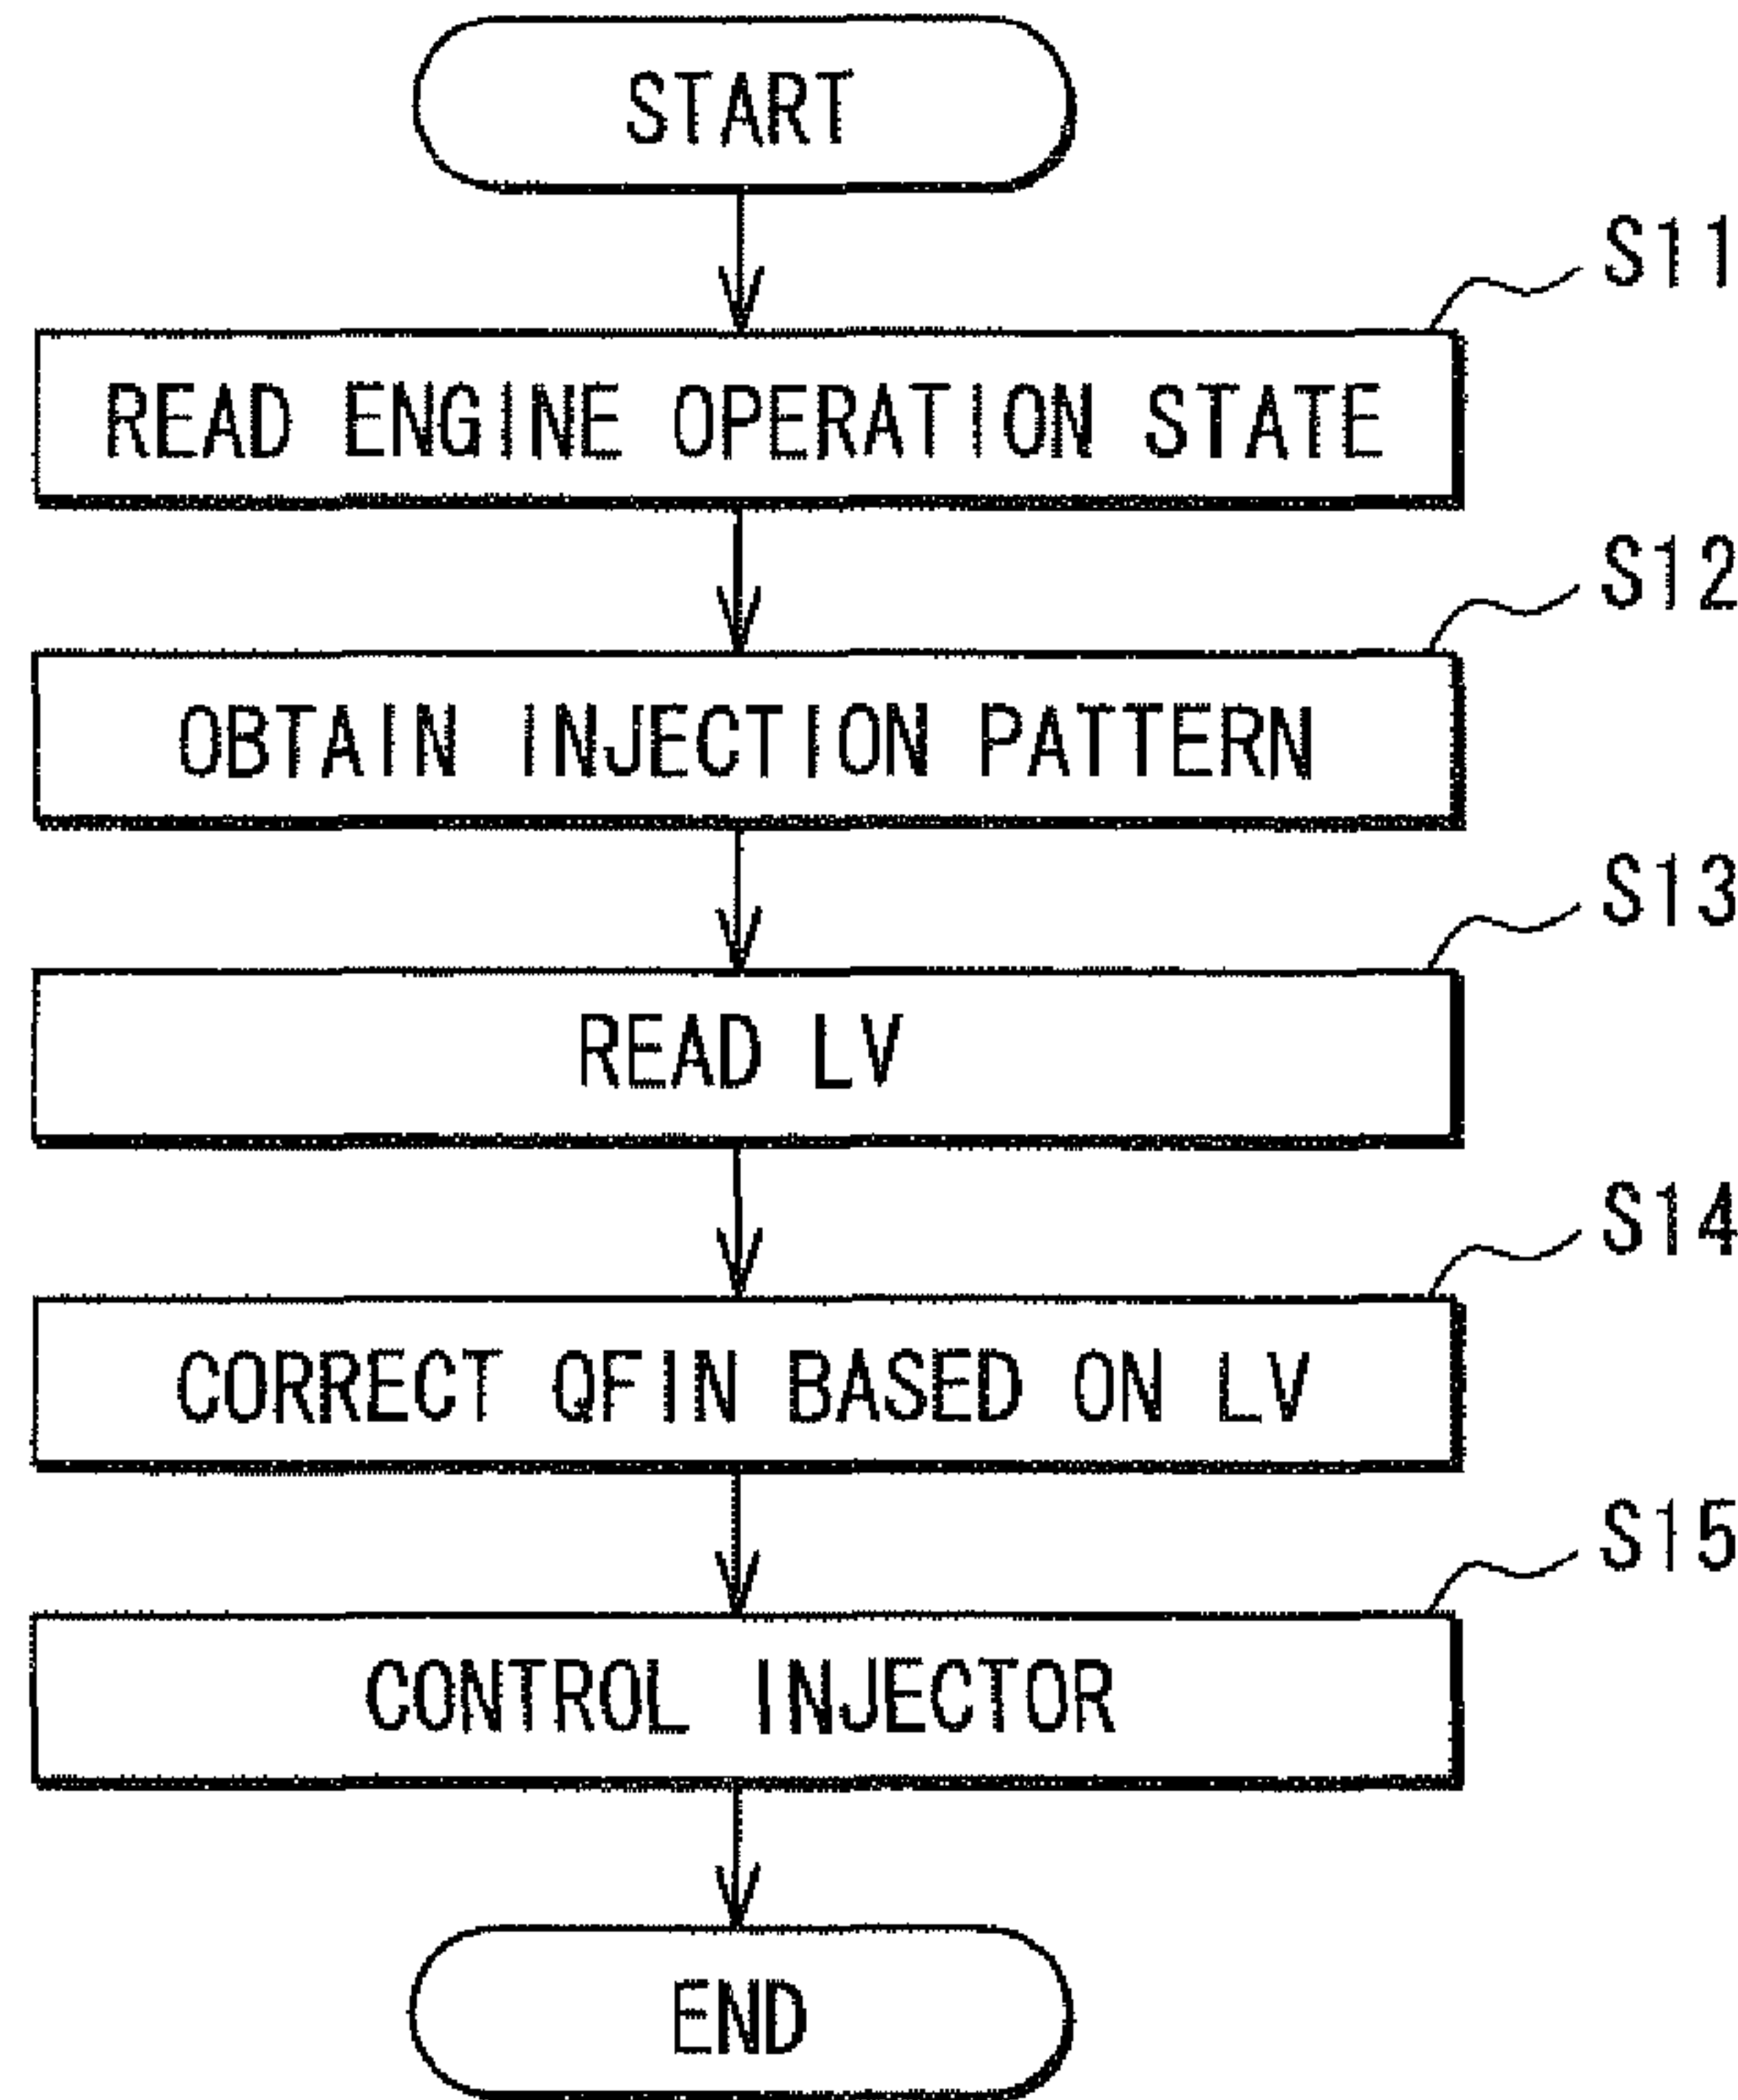 START
S11
READ ENGINE OPERATION STATE
S12
OBTAIN INJECTION PATTERN
S13
READ LV
S14
CORRECT QFIN BASED ON LV
S15
CONTROL INJECTOR
END